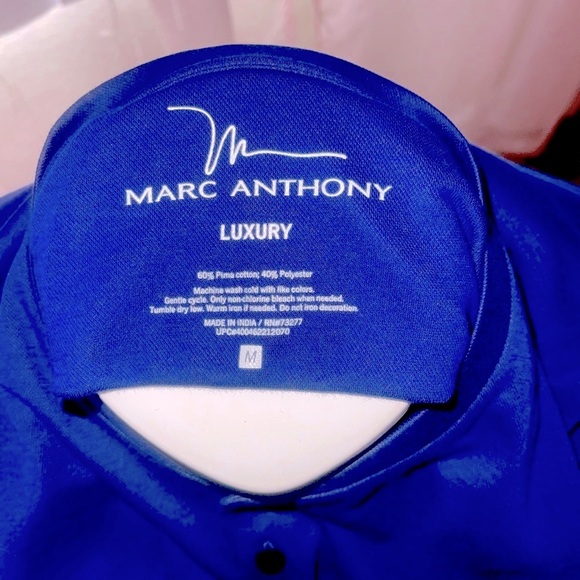 MARC ANTHONY
LUXURY
60% Pima cotton; 40% Polyester
Machine wash cold with like colors.
Gentle cycle. Only non-chlorine bleach when needed.
Tumble dry low. Warm iron if needed. Do not iron decoration.
MADE IN INDIA / RN#73277
UPC#400462212070
M